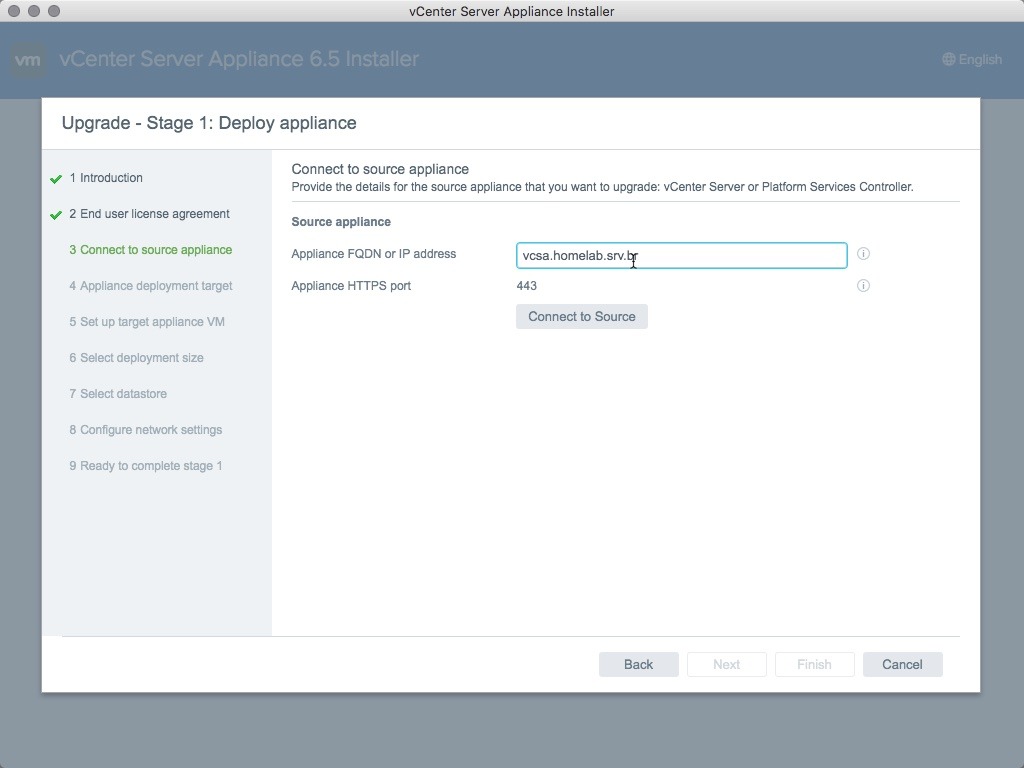 vCenter Server Appliance Installer
vm vCenter Server Appliance 6.5 Installer
English
Upgrade - Stage 1: Deploy appliance
1 Introduction
2 End user license agreement
3 Connect to source appliance
4 Appliance deployment target
5 Set up target appliance VM
6 Select deployment size
7 Select datastore
8 Configure network settings
9 Ready to complete stage 1
Connect to source appliance
Provide the details for the source appliance that you want to upgrade: vCenter Server or Platform Services Controller.
Source appliance
Appliance FQDN or IP address
vcsa.homelab.srv.br
Appliance HTTPS port
443
Connect to Source
Back
Next
Finish
Cancel